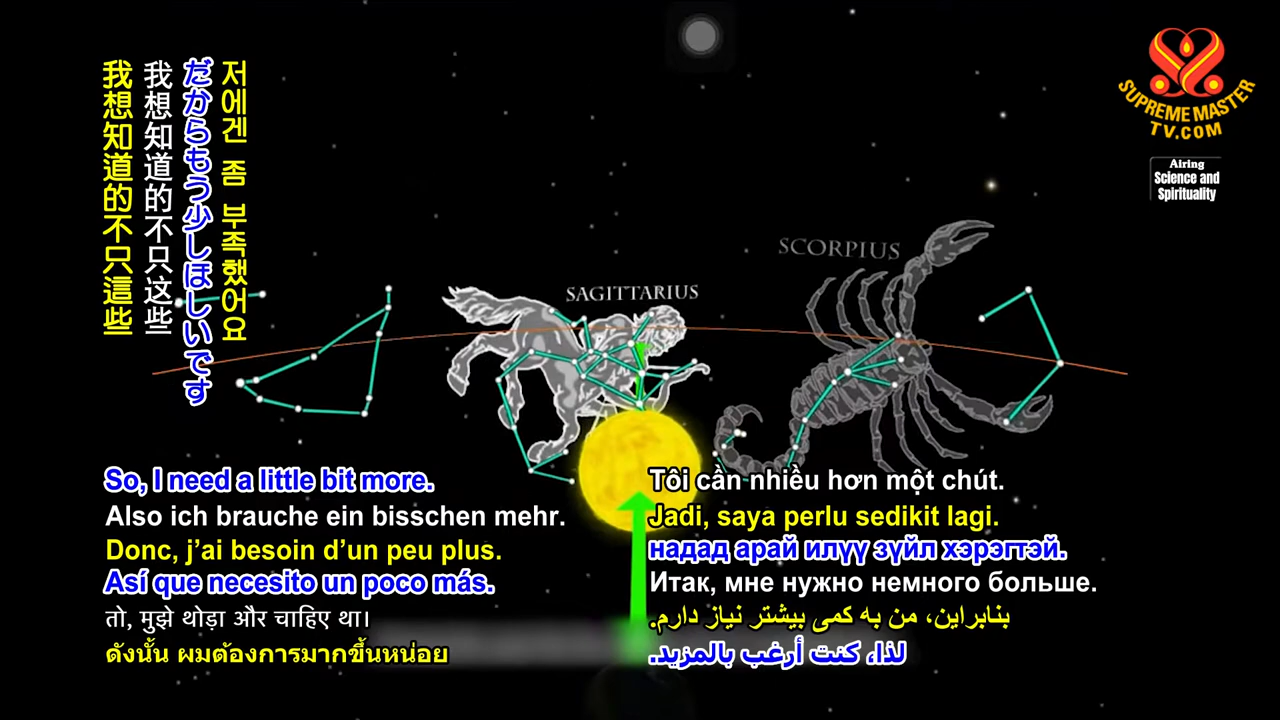 저에겐 좀 부족했어요
だからもう少しほしいです
我想知道的不只这些
我想知道的不只這些
SUPREME MASTER
TV.COM
Airing
Science and
Spirituality
SCORPIUS
SAGITTARIUS
So, I need a little bit more.
Also ich brauche ein bisschen mehr.
Donc, j'ai besoin d'un peu plus.
Así que necesito un poco más.
तो, मुझे थोड़ा और चाहिए था।
ดังนั้น ผมต้องการมากขึ้นหน่อย
Tôi cần nhiều hơn một chút.
Jadi, saya perlu sedikit lagi.
надад арай илүү зүйл хэрэгтэй.
Итак, мне нужно немного больше.
بنابراین، من به کمی بیشتر نیاز دارم.
لذا، كنت أرغب بالمزيد.